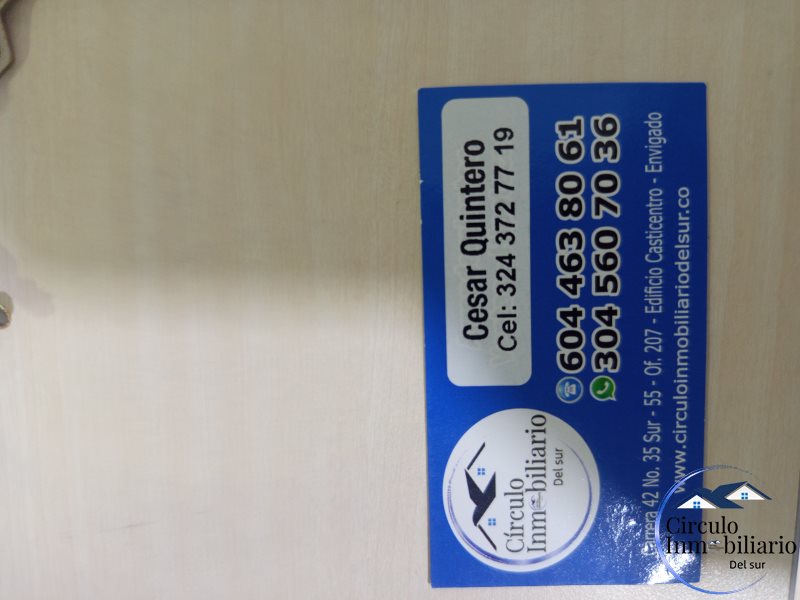 Cesar Quintero
Cel: 324 372 77 19
604 463 80 61
304 560 70 36
Carrera 42 No. 35 Sur - 55 - Of. 207 - Edificio Casticentro - Envigado
www.circuloinmobiliariodelsur.co
Círculo
Inmobiliario
Del sur
Círculo
Inmobiliario
Del sur